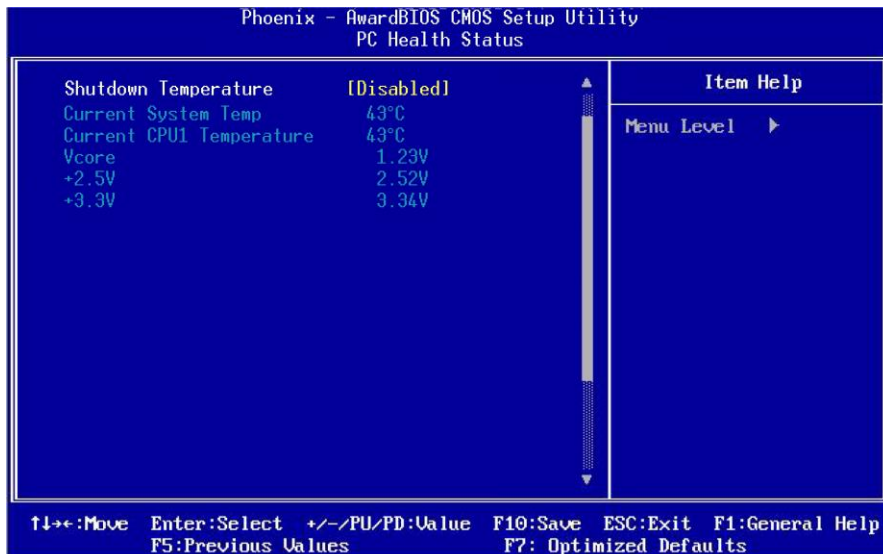 Phoenix - AwardBIOS CMOS Setup Utility
PC Health Status
Shutdown Temperature [Disabled]
Current System Temp 43°C
Current CPU1 Temperature 43°C
Vcore 1.23V
+2.5V 2.52V
+3.3V 3.34V
Item Help
Menu Level ▶
↑↓→←:Move Enter:Select +/-/PU/PD:Value F10:Save ESC:Exit F1:General Help
F5:Previous Values F7: Optimized Defaults